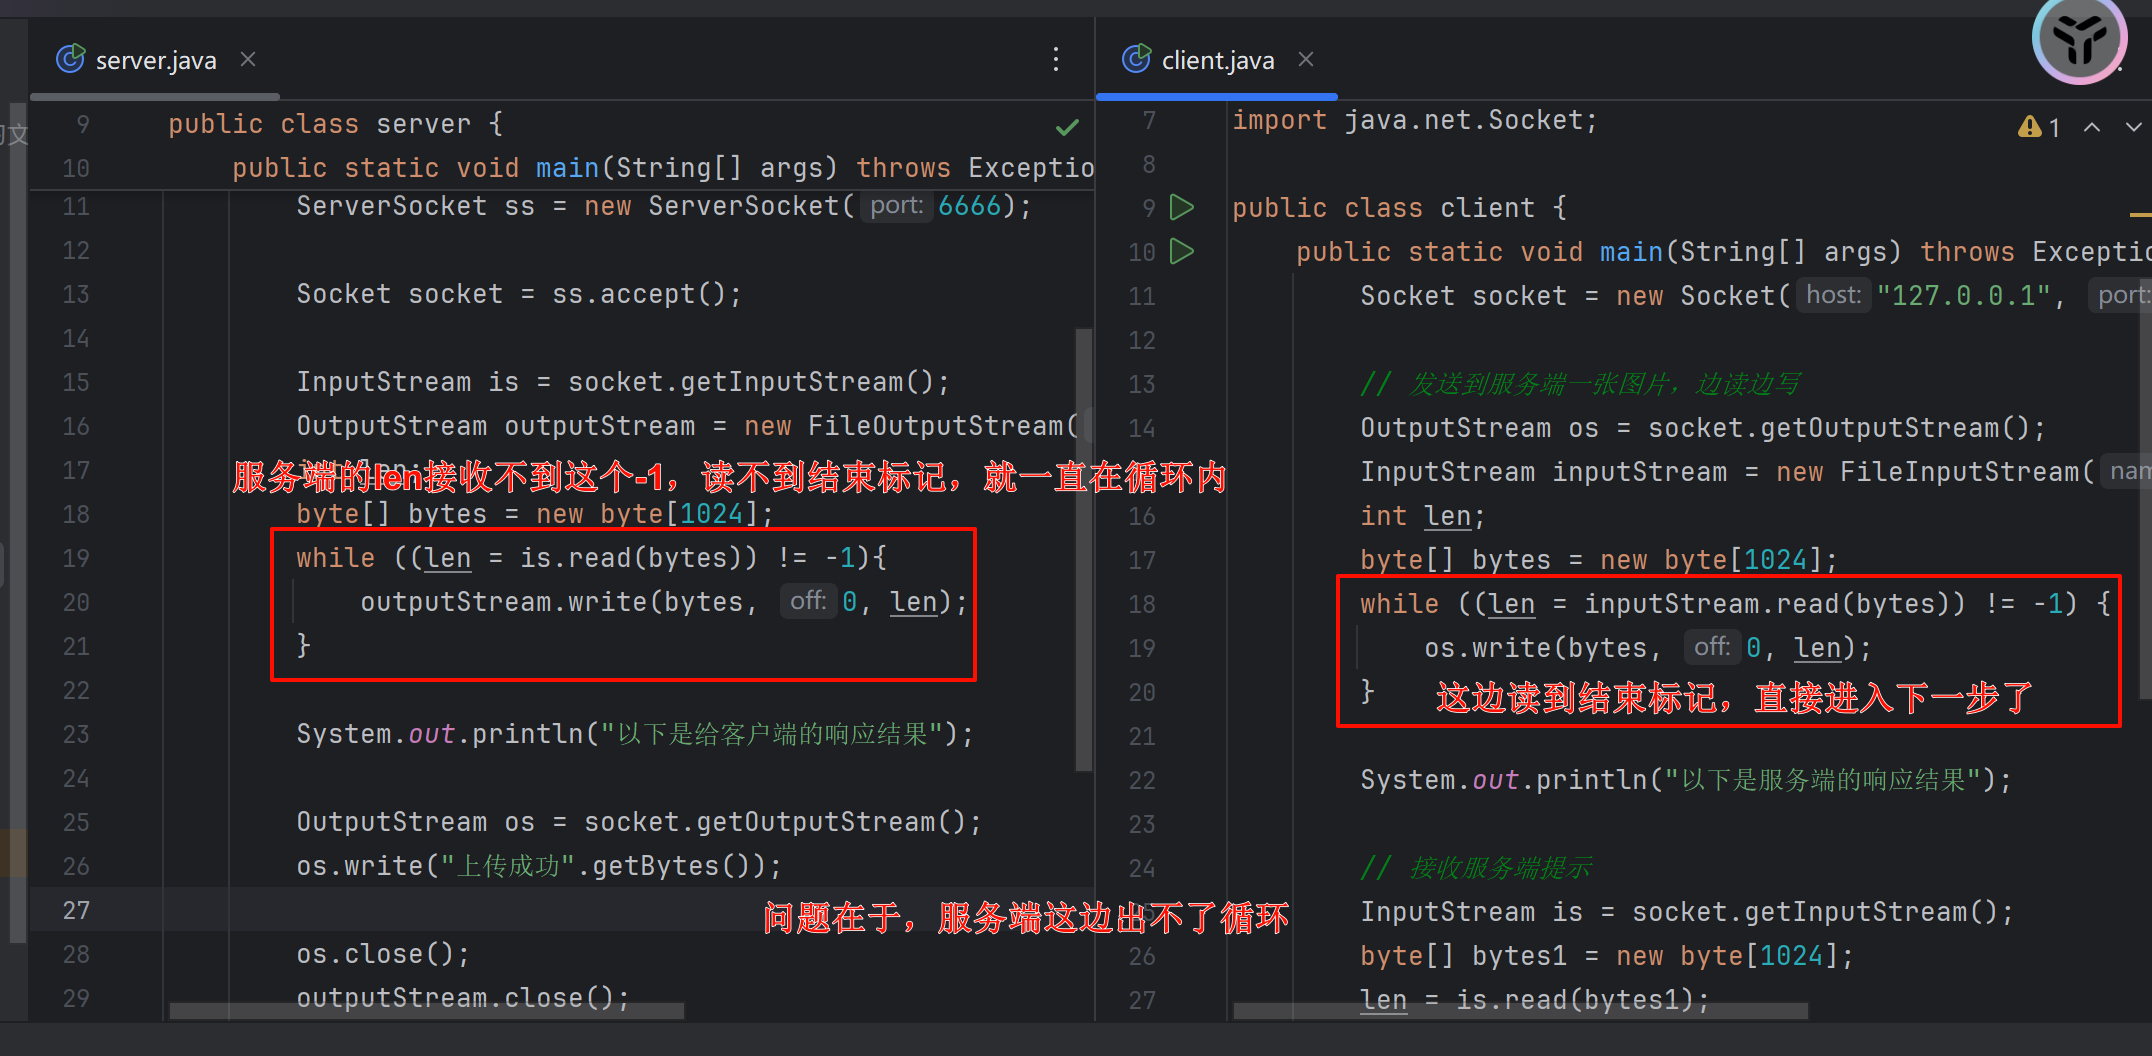 server.java
client.java
9 public class server {
10 public static void main(String[] args) throws Exceptio
11 ServerSocket ss = new ServerSocket( port: 6666);
12
13 Socket socket = ss.accept();
14
15 InputStream is = socket.getInputStream();
16 OutputStream outputStream = new FileOutputStream(
17 int len;
服务端的len接收不到这个-1，读不到结束标记，就一直在循环内
18 byte[] bytes = new byte[1024];
19 while ((len = is.read(bytes)) != -1){
20 outputStream.write(bytes, off: 0, len);
21 }
22
23 System.out.println("以下是给客户端的响应结果");
24
25 OutputStream os = socket.getOutputStream();
26 os.write("上传成功".getBytes());
27
问题在于，服务端这边出不了循环
28 os.close();
29 outputStream.close();
1
7 import java.net.Socket;
8
9 public class client {
10 public static void main(String[] args) throws Exceptio
11 Socket socket = new Socket( host: "127.0.0.1", port:
12
13 // 发送到服务端一张图片，边读边写
14 OutputStream os = socket.getOutputStream();
InputStream inputStream = new FileInputStream( nam
16 int len;
17 byte[] bytes = new byte[1024];
18 while ((len = inputStream.read(bytes)) != -1) {
19 os.write(bytes, off: 0, len);
20 }
这边读到结束标记，直接进入下一步了
21
22 System.out.println("以下是服务端的响应结果");
23
24 // 接收服务端提示
InputStream is = socket.getInputStream();
26 byte[] bytes1 = new byte[1024];
27 len = is.read(bytes1);